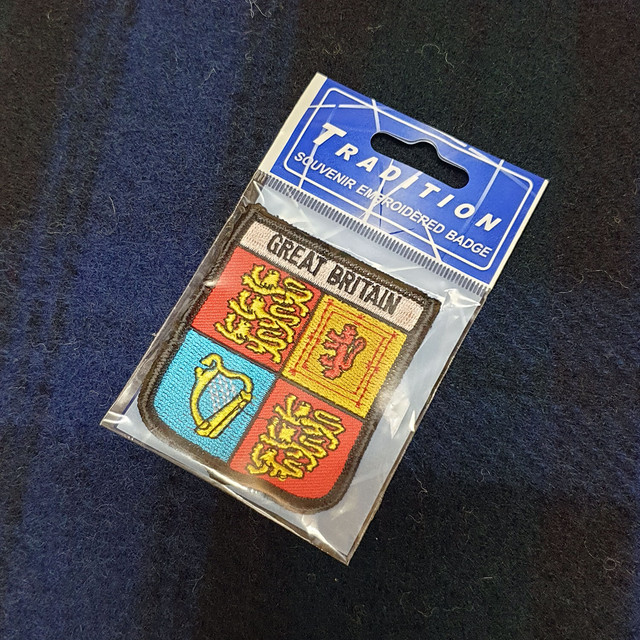 TRADITION
SOUVENIR EMBROIDERED BADGE
GREAT BRITAIN